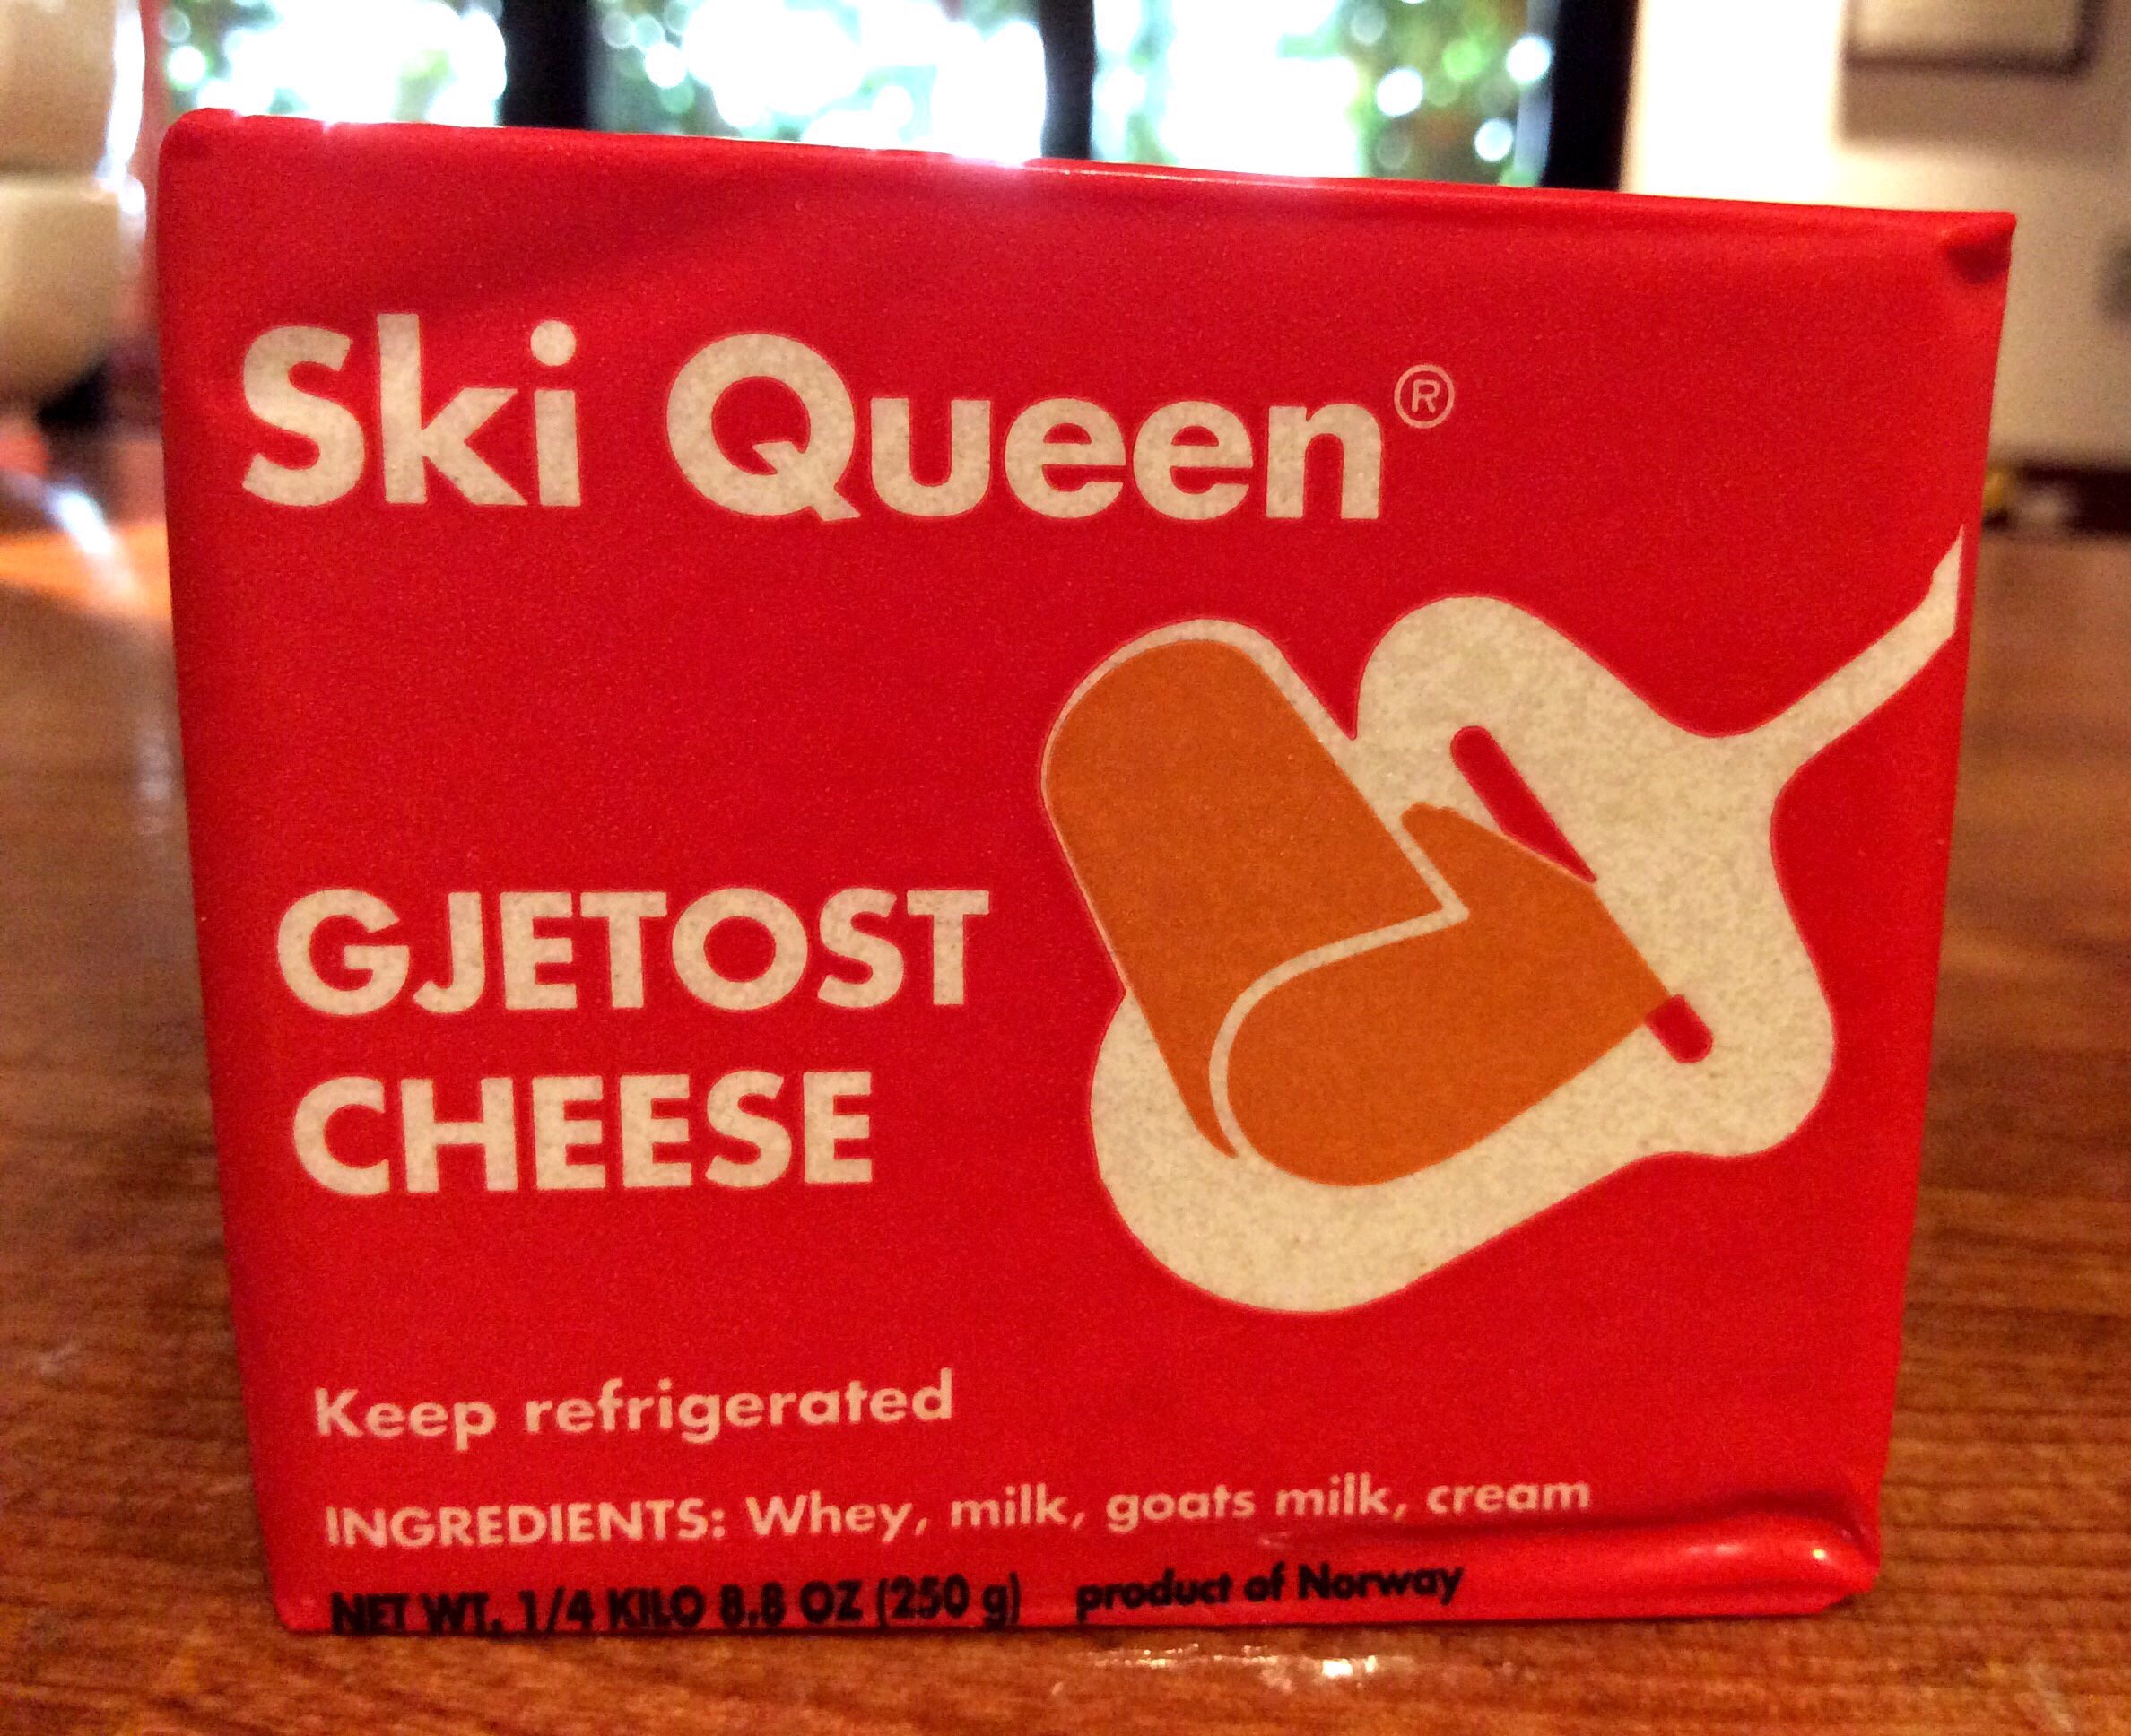 Ski Queen®
GJETOST
CHEESE
Keep refrigerated
INGREDIENTS: Whey, milk, goats milk, cream
NET WT. 1/4 KILO 8.8 OZ (250 g) product of Norway